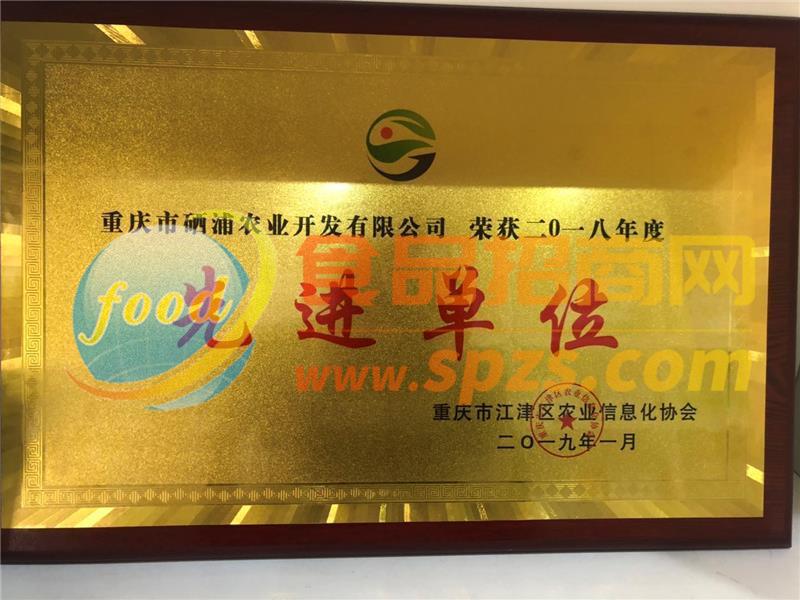 重庆市硒浦农业开发有限公司 荣获二0一八年度
food 食品招商网
先进单位
www.spzs.com
重庆市江津区农业信息化协会
二〇一九年一月